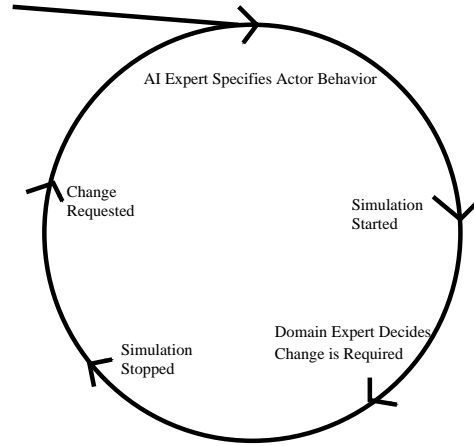 AI Expert Specifies Actor Behavior
Simulation
Started
Domain Expert Decides
Change is Required
Simulation
Stopped
Change
Requested